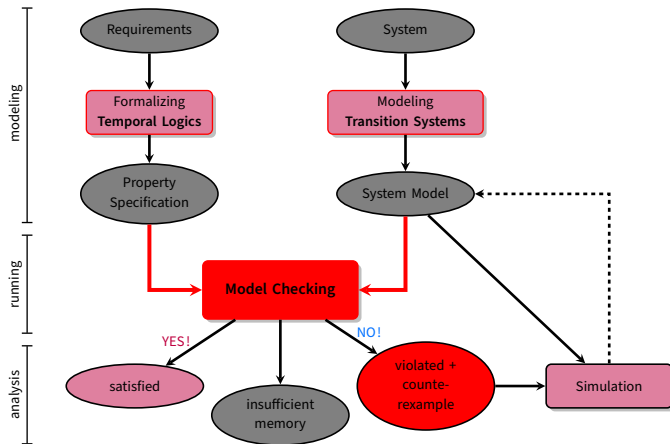 Requirements
System
modeling
Formalizing
Temporal Logics
Modeling
Transition Systems
Property
Specification
System Model
running
Model Checking
YES!
NO!
analysis
satisfied
insufficient
memory
violated +
counte-
rexample
Simulation